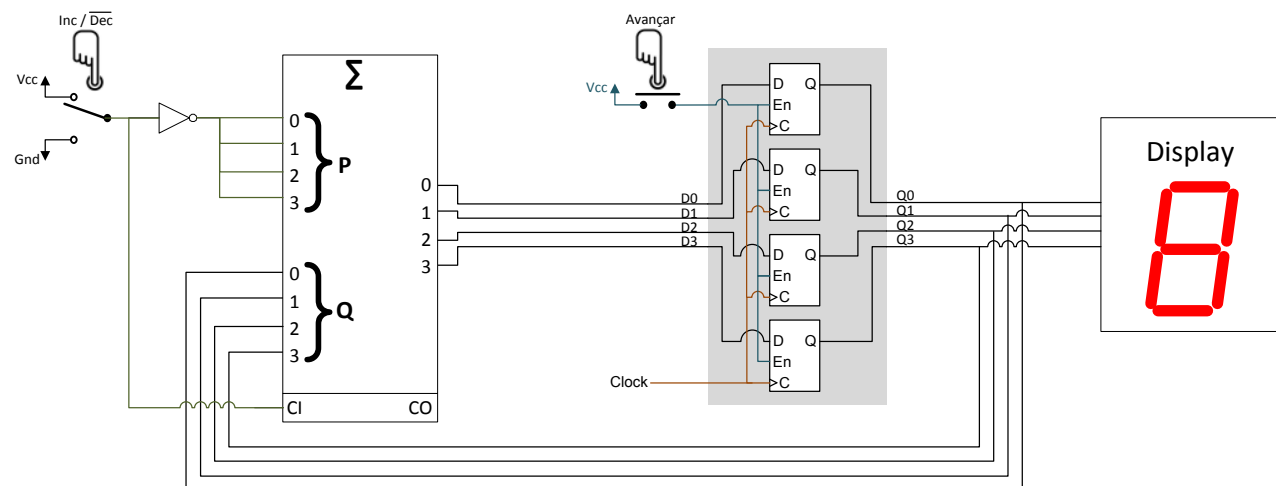 Inc / Dec
Vcc
Gnd
Σ
0
1
2
3
P
0
1
2
3
Q
CI
CO
0
1
2
3
D0
D1
D2
D3
Avançar
Vcc
D Q
En
C
D Q
En
C
D Q
En
C
D Q
En
C
Clock
Q0
Q1
Q2
Q3
Display
8